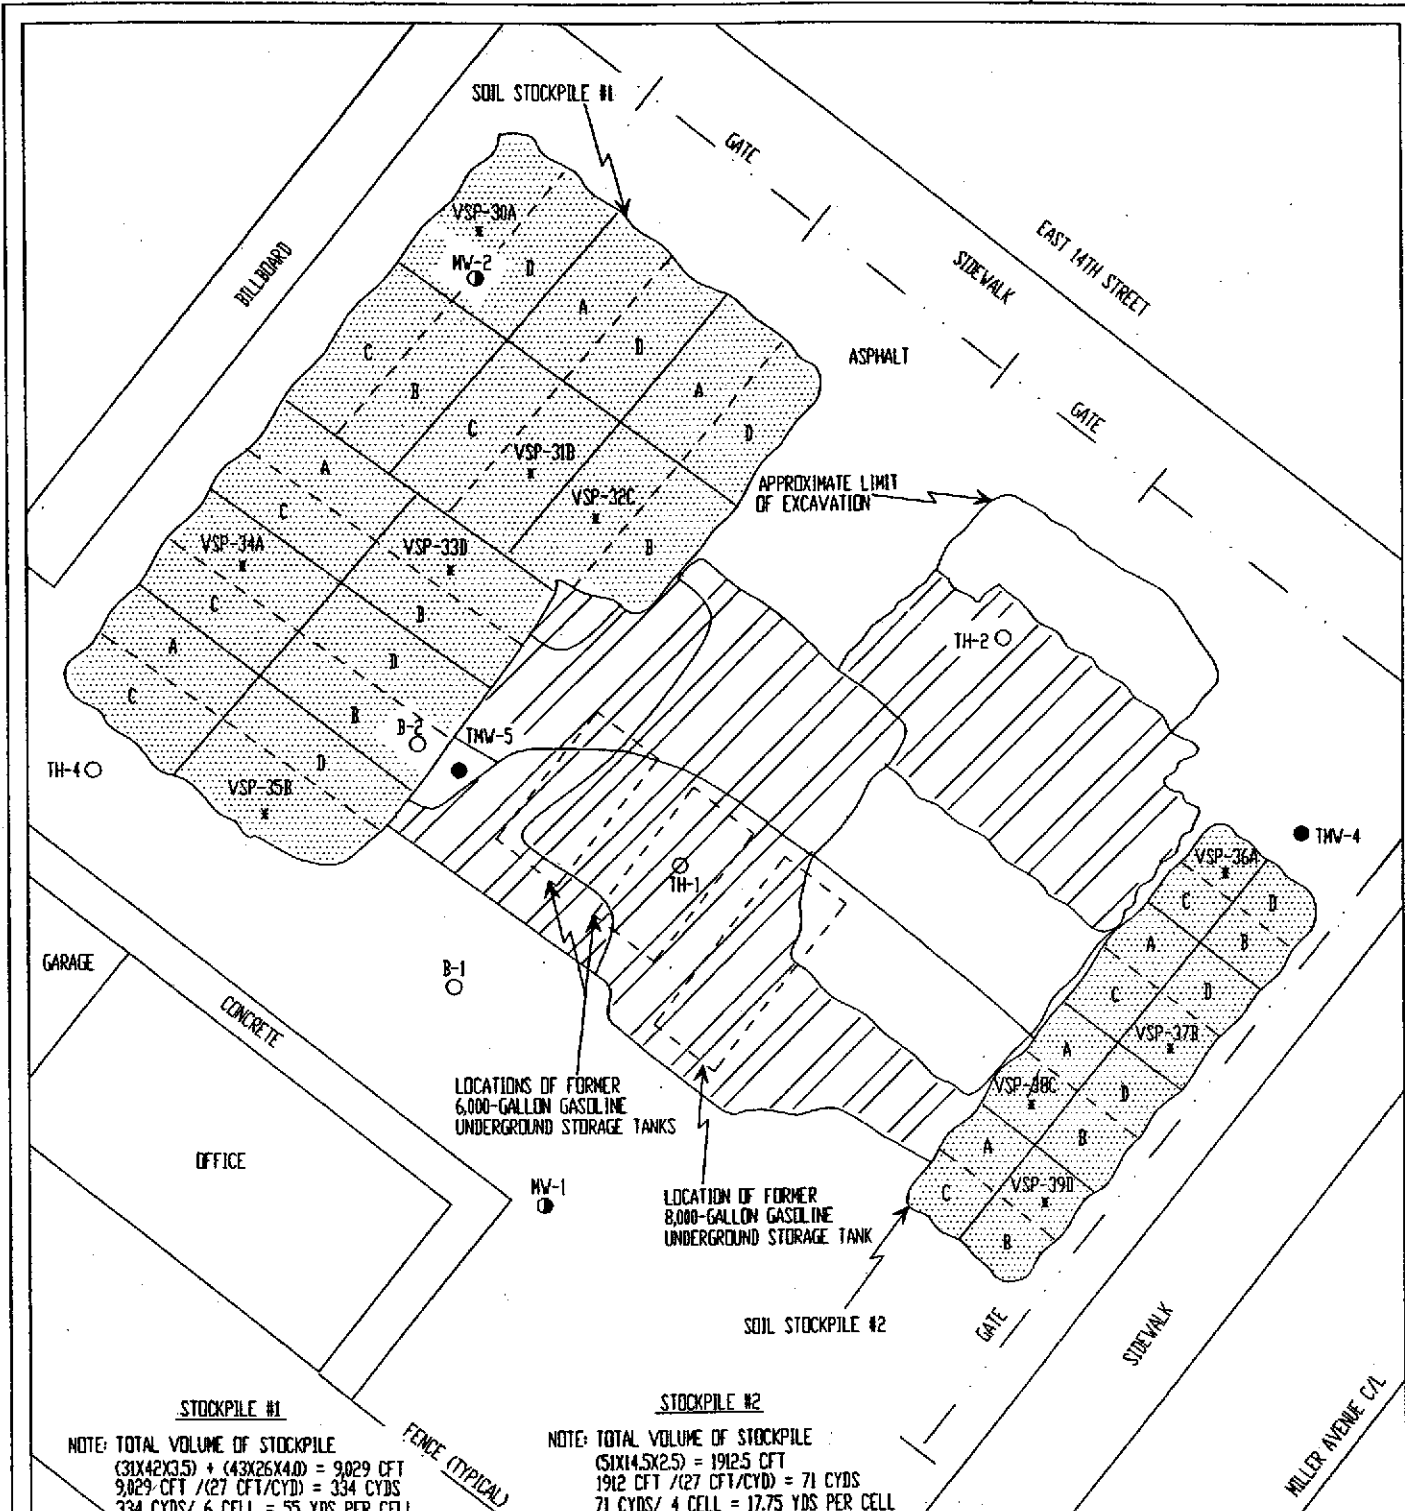 SOIL STOCKPILE #1
GATE
EAST 14TH STREET
SIDEWALK
BILLBOARD
VSP-30A
MW-2
D
A
D
ASPHALT
C
B
A
D
GATE
C
VSP-31B
A
VSP-32C
APPROXIMATE LIMIT
OF EXCAVATION
C
VSP-34A
VSP-33D
B
C
B
TH-2
A
D
C
B
B-2
TMW-5
TH-4
D
VSP-35B
TMW-4
VSP-36A
TH-1
C
D
A
B
GARAGE
B-1
C
D
CONCRETE
VSP-37B
A
LOCATIONS OF FORMER
6,000-GALLON GASOLINE
UNDERGROUND STORAGE TANKS
VSP-38C
D
B
A
OFFICE
MW-1
LOCATION OF FORMER
8,000-GALLON GASOLINE
UNDERGROUND STORAGE TANK
C
VSP-39D
B
SOIL STOCKPILE #2
GATE
SIDEWALK
MILLER AVENUE C/L
FENCE (TYPICAL)
STOCKPILE #1
NOTE: TOTAL VOLUME OF STOCKPILE
(31X42X3.5) + (43X26X4.0) = 9,029 CFT
9,029 CFT /(27 CFT/CYD) = 334 CYDS
334 CYDS/ 6 CELL = 55 YDS PER CELL
STOCKPILE #2
NOTE: TOTAL VOLUME OF STOCKPILE
(51X14.5X2.5) = 1912.5 CFT
1912 CFT /(27 CFT/CYD) = 71 CYDS
71 CYDS/ 4 CELL = 17.75 YDS PER CELL